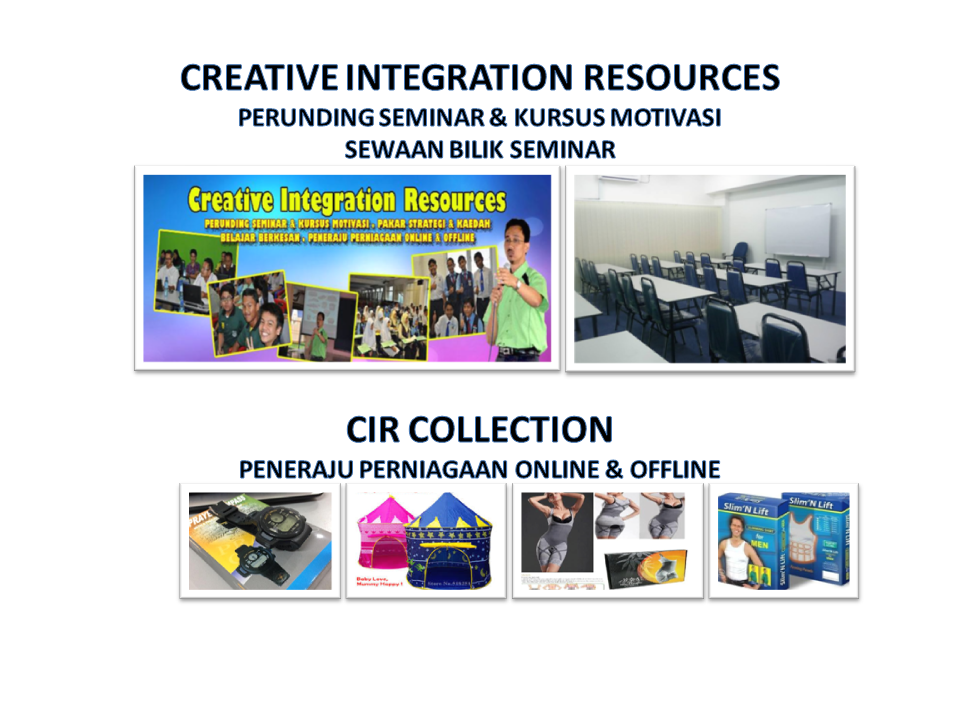 CREATIVE INTEGRATION RESOURCES
PERUNDING SEMINAR & KURSUS MOTIVASI
SEWAAN BILIK SEMINAR
Creative Integration Resources
PERUNDING SEMINAR & KURSUS MOTIVASI . PAKAR STRATEGI & KAEDAH
BELAJAR BERKESAN . PENERAJU PERNIAGAAN ONLINE & OFFLINE
CIR COLLECTION
PENERAJU PERNIAGAAN ONLINE & OFFLINE
Baby Love,
Mummy Happy !
Slim'N Lift
for
MEN
Slim'N Lift